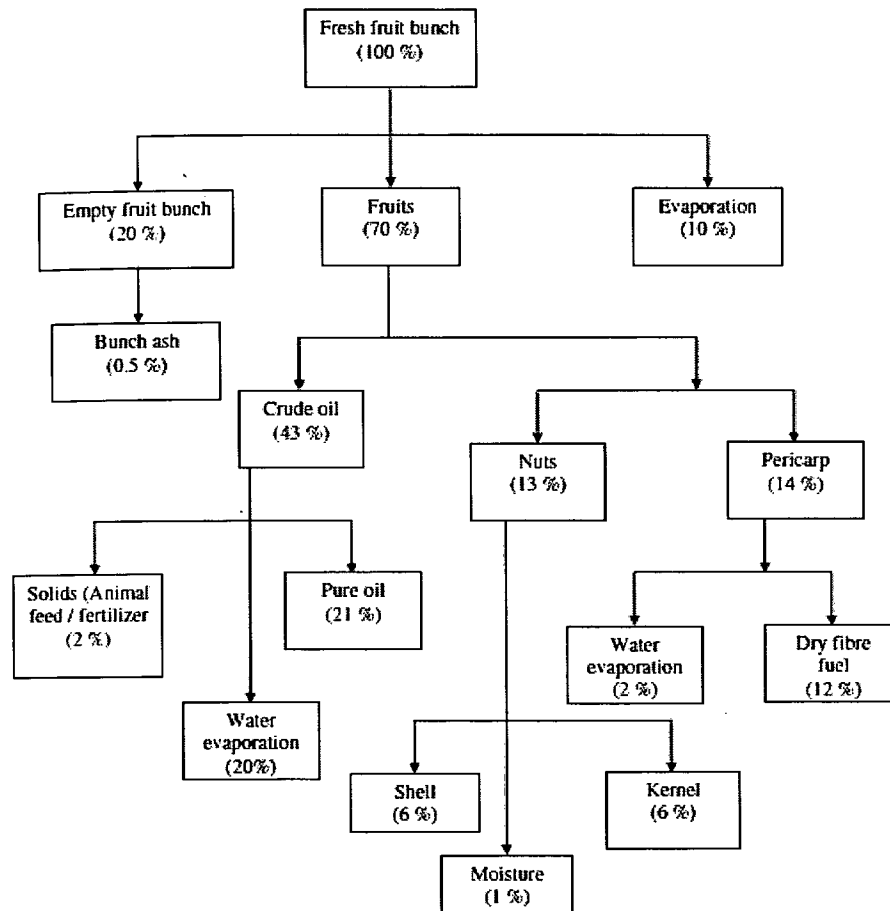 Fresh fruit bunch
(100 %)
Empty fruit bunch
(20 %)
Fruits
(70 %)
Evaporation
(10 %)
Bunch ash
(0.5 %)
Crude oil
(43 %)
Nuts
(13 %)
Pericarp
(14 %)
Solids (Animal
feed / fertilizer
(2 %)
Pure oil
(21 %)
Water
evaporation
(2 %)
Dry fibre
fuel
(12 %)
Water
evaporation
(20%)
Shell
(6 %)
Kernel
(6 %)
Moisture
(1 %)